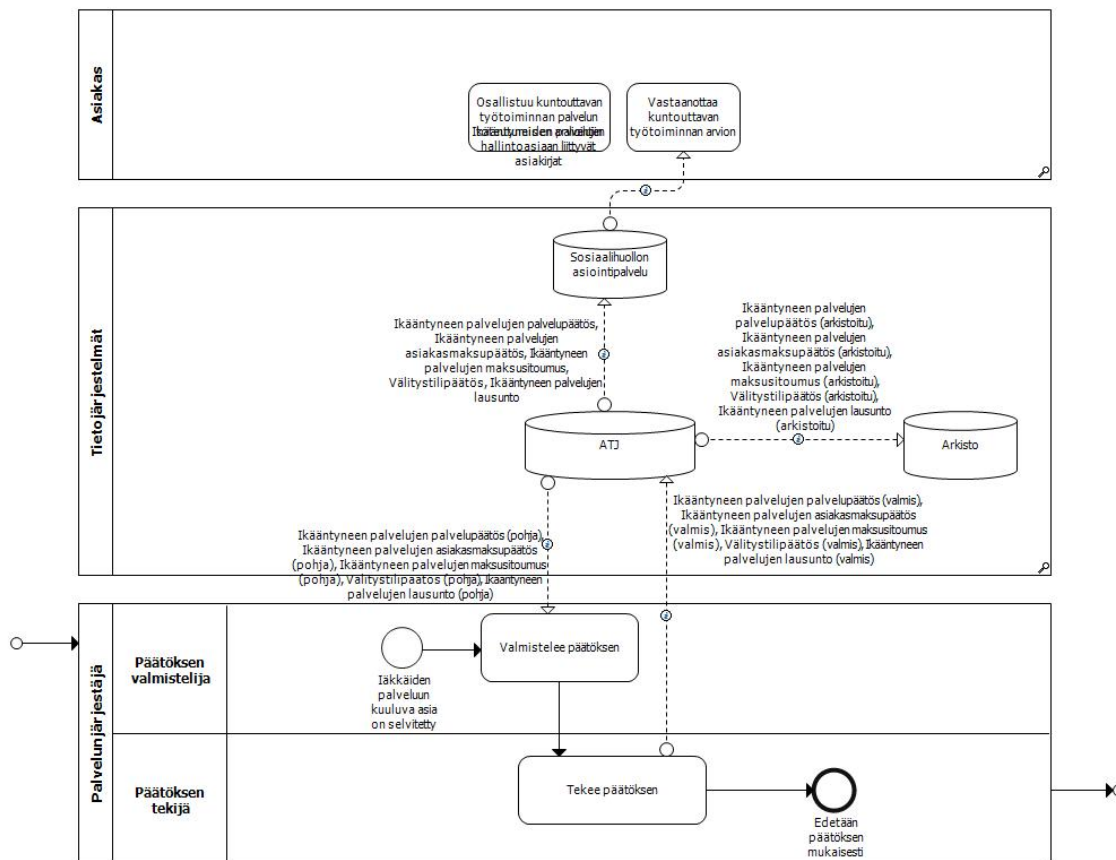 Asiakas
Osallistuu kuntouttavan
työtoiminnan palvelun
hallintoasiaan liittyvät
asiakirjat
Vastaanottaa
kuntouttavan
työtoiminnan arvion
Tietojärjestelmät
Sosiaalihuollon
asiointipalvelu
Ikääntyneen palvelujen palvelupäätös,
Ikääntyneen palvelujen
asiakasmaksupäätös, Ikääntyneen
palvelujen maksusitoumus,
Välitystilipäätös, Ikääntyneen palvelujen
lausunto
Ikääntyneen palvelujen
palvelupäätös (arkistoitu),
Ikääntyneen palvelujen
asiakasmaksupäätös (arkistoitu),
Ikääntyneen palvelujen
maksusitoumus (arkistoitu),
Välitystilipäätös (arkistoitu),
Ikääntyneen palvelujen lausunto
(arkistoitu)
ATJ
Arkisto
Ikääntyneen palvelujen palvelupäätös (pohja),
Ikääntyneen palvelujen asiakasmaksupäätös
(pohja), Ikääntyneen palvelujen maksusitoumus
(pohja), Välitystilipäätös (pohja), Ikääntyneen
palvelujen lausunto (pohja)
Ikääntyneen palvelujen palvelupäätös (valmis),
Ikääntyneen palvelujen asiakasmaksupäätös
(valmis), Ikääntyneen palvelujen maksusitoumus
(valmis), Välitystilipäätös (valmis), Ikääntyneen
palvelujen lausunto (valmis)
Palvelunjärjestäjä
Päätöksen
valmistelija
Iäkkäiden
palveluun
kuuluva asia
on selvitetty
Valmistelee päätöksen
Päätöksen
tekijä
Tekee päätöksen
Edetään
päätöksen
mukaisesti